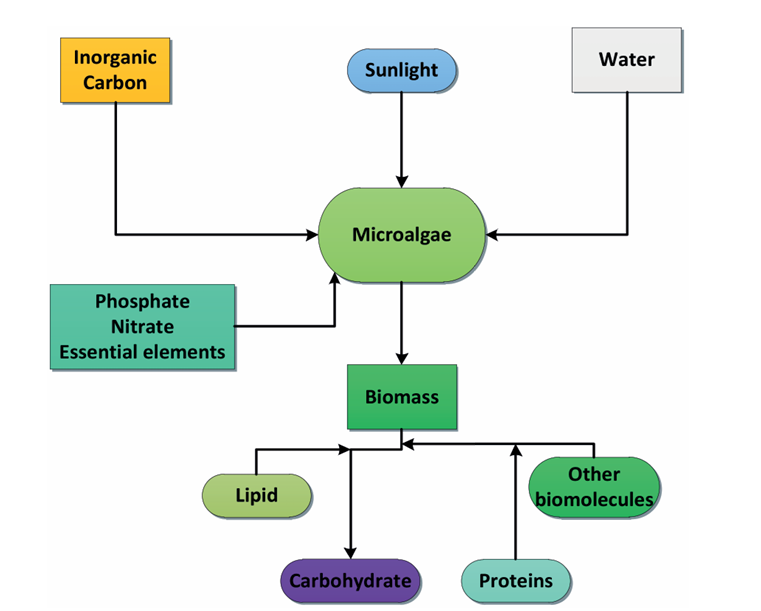 Inorganic
Carbon
Sunlight
Water
Microalgae
Phosphate
Nitrate
Essential elements
Biomass
Lipid
Other
biomolecules
Carbohydrate
Proteins